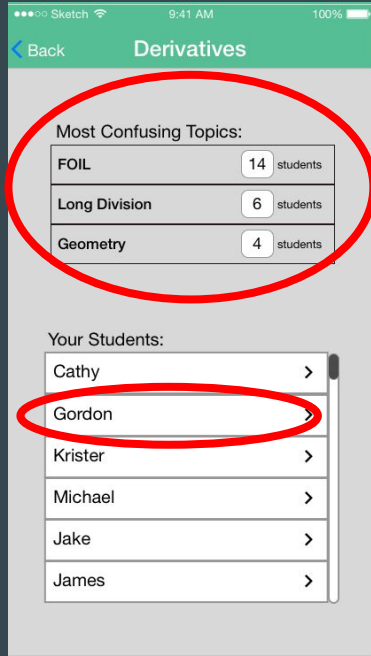 Sketch 9:41 AM 100%
Back Derivatives
Most Confusing Topics:
FOIL 14 students
Long Division 6 students
Geometry 4 students
Your Students:
Cathy
Gordon
Krister
Michael
Jake
James